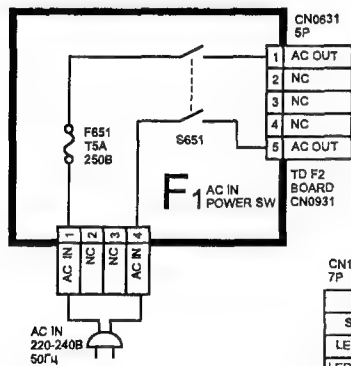 CN0631
5P
1 AC OUT
2 NC
3 NC
4 NC
5 AC OUT
F651
T5A
250В
S651
F1 AC IN
POWER SW
TD F2
BOARD
CN0931
1 2 3 4
AC IN NC NC AC IN
AC IN
220-240В
50Гц
CN1
7P
S
LE
LED